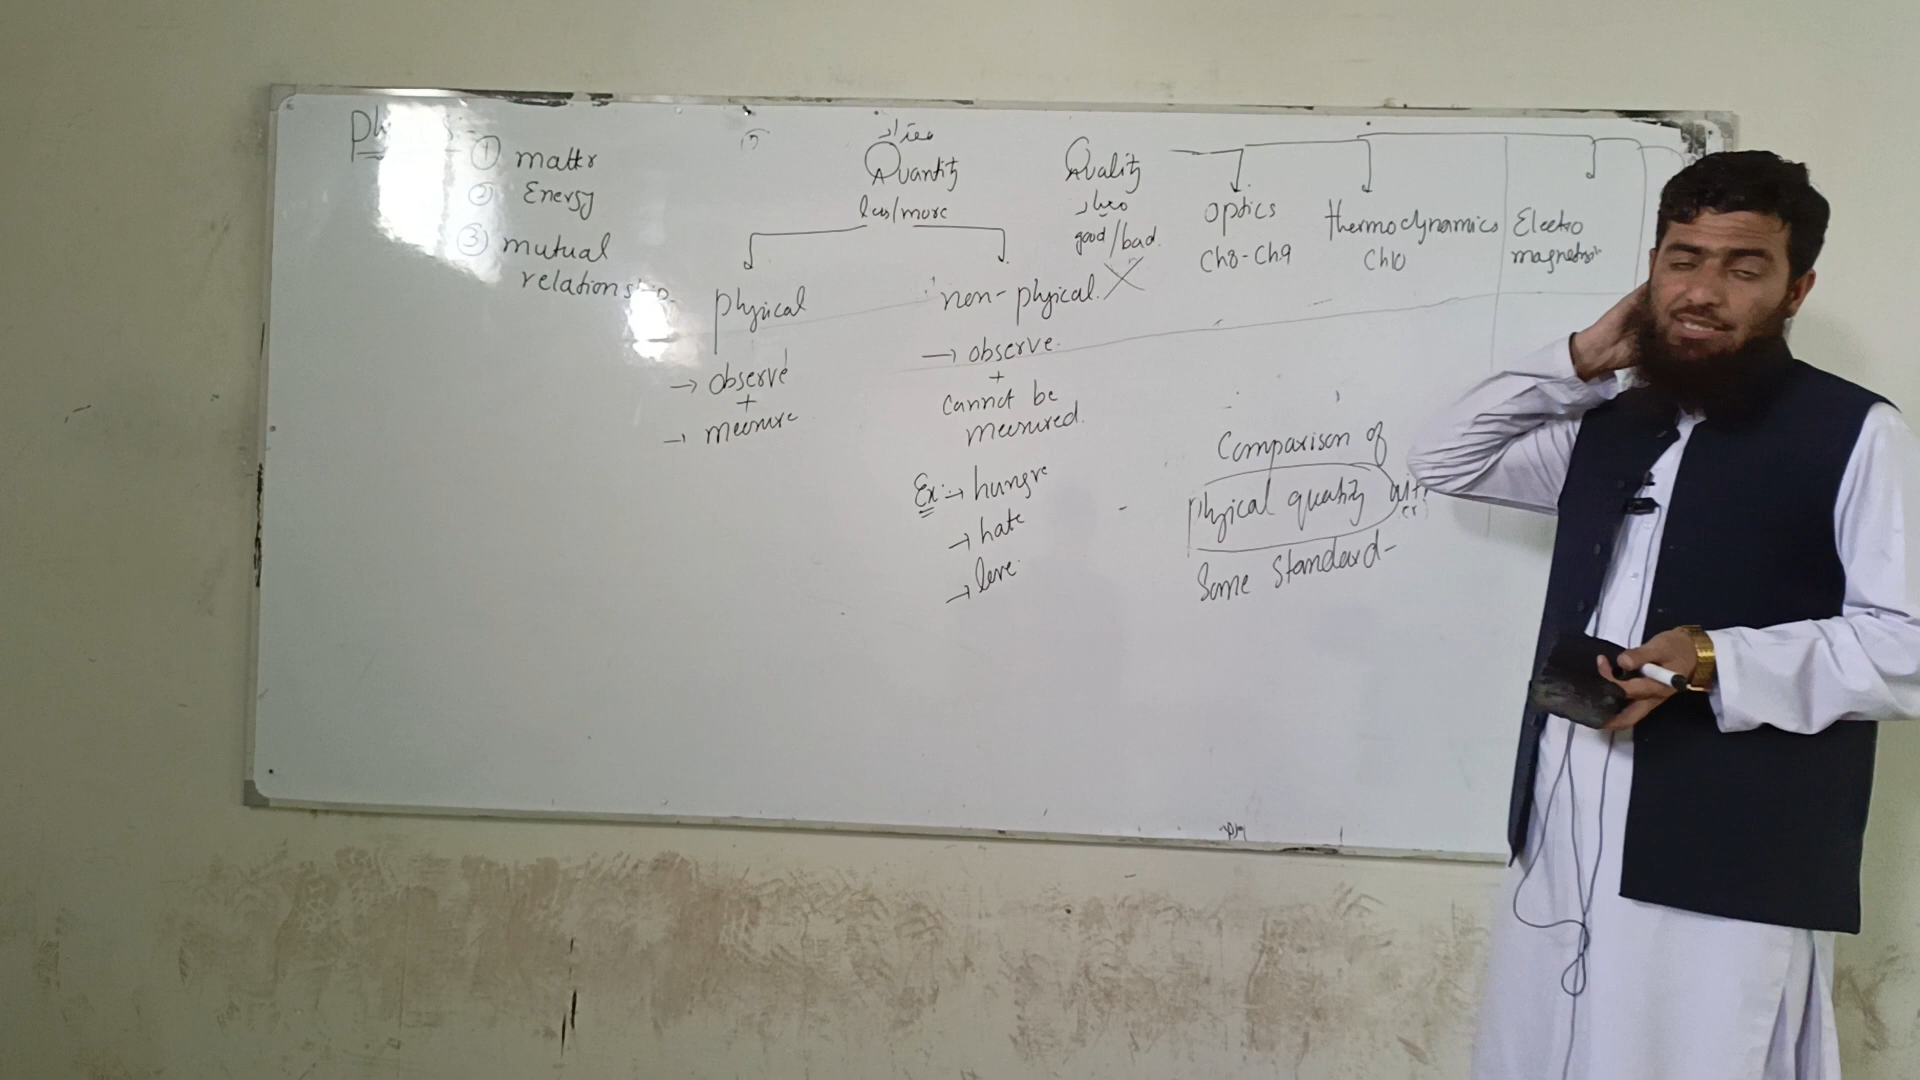 ① matter
② Energy
③ mutual
relationship.
مقدار
Quantity
less/more
physical
→ observe
+
→ measure
non-physical. X
→ observe.
+
cannot be
measured.
Ex:→ hungre
→ hate
→ love
Quality
معیار
good/bad.
optics
Ch8-Ch9
thermodynamics
Ch10
Electro
Comparison of
physical quantity with
Some Standard-